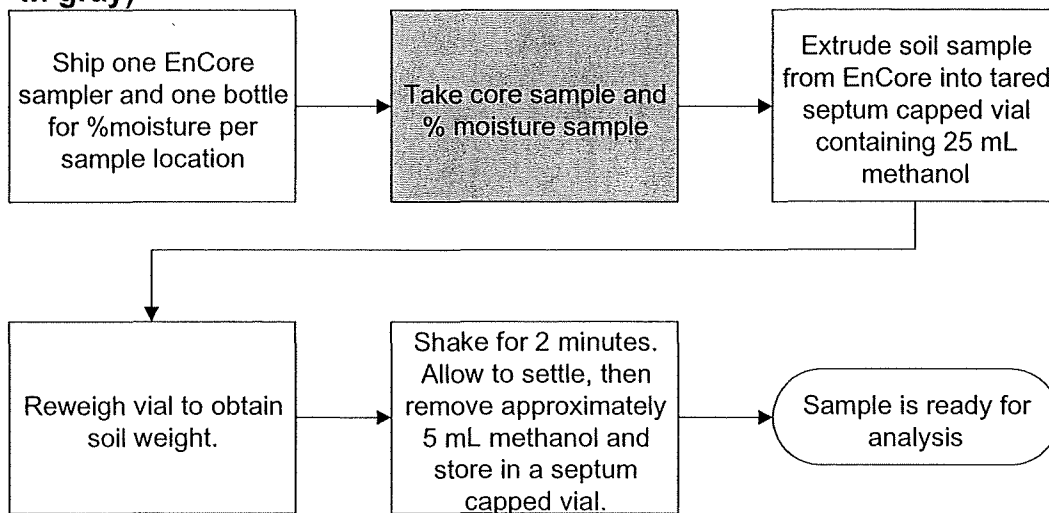 gray)
Ship one EnCore
sampler and one bottle
for %moisture per
sample location
Take core sample and
% moisture sample
Extrude soil sample
from EnCore into tared
septum capped vial
containing 25 mL
methanol
Reweigh vial to obtain
soil weight.
Shake for 2 minutes.
Allow to settle, then
remove approximately
5 mL methanol and
store in a septum
capped vial.
Sample is ready for
analysis